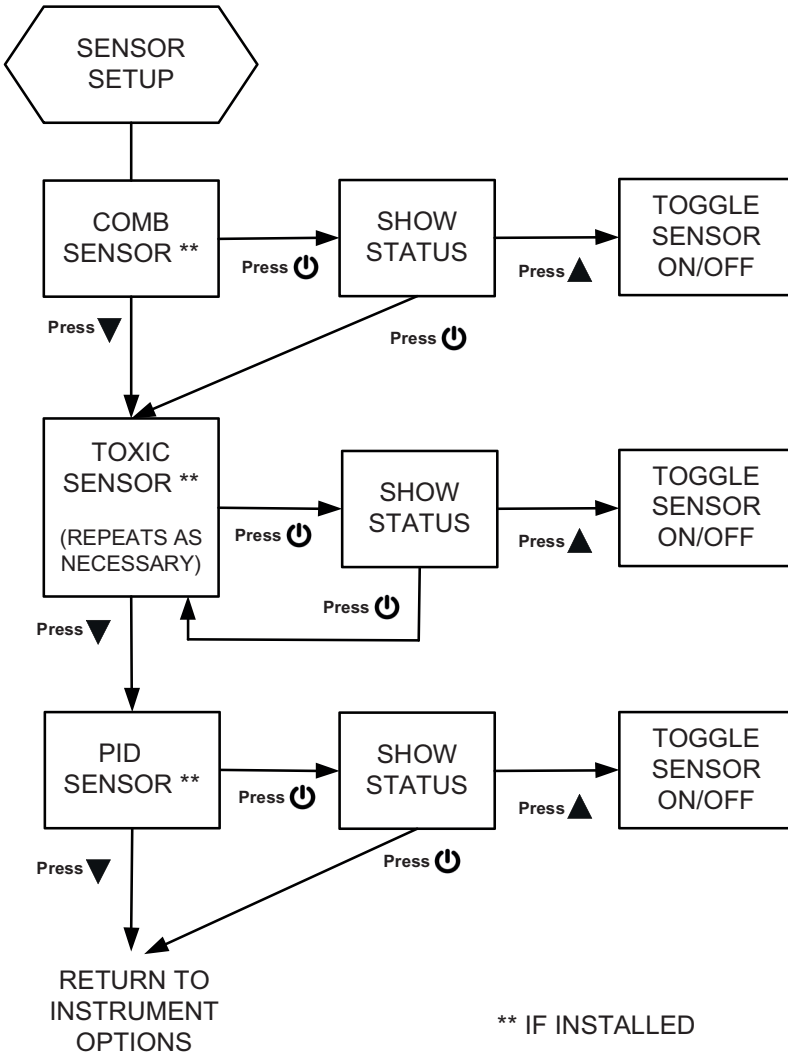 SENSOR
SETUP
COMB
SENSOR **
Press
SHOW
STATUS
Press
TOGGLE
SENSOR
ON/OFF
Press
Press
TOXIC
SENSOR **
(REPEATS AS
NECESSARY)
Press
SHOW
STATUS
Press
TOGGLE
SENSOR
ON/OFF
Press
Press
PID
SENSOR **
Press
SHOW
STATUS
Press
TOGGLE
SENSOR
ON/OFF
Press
Press
RETURN TO
INSTRUMENT
OPTIONS
** IF INSTALLED